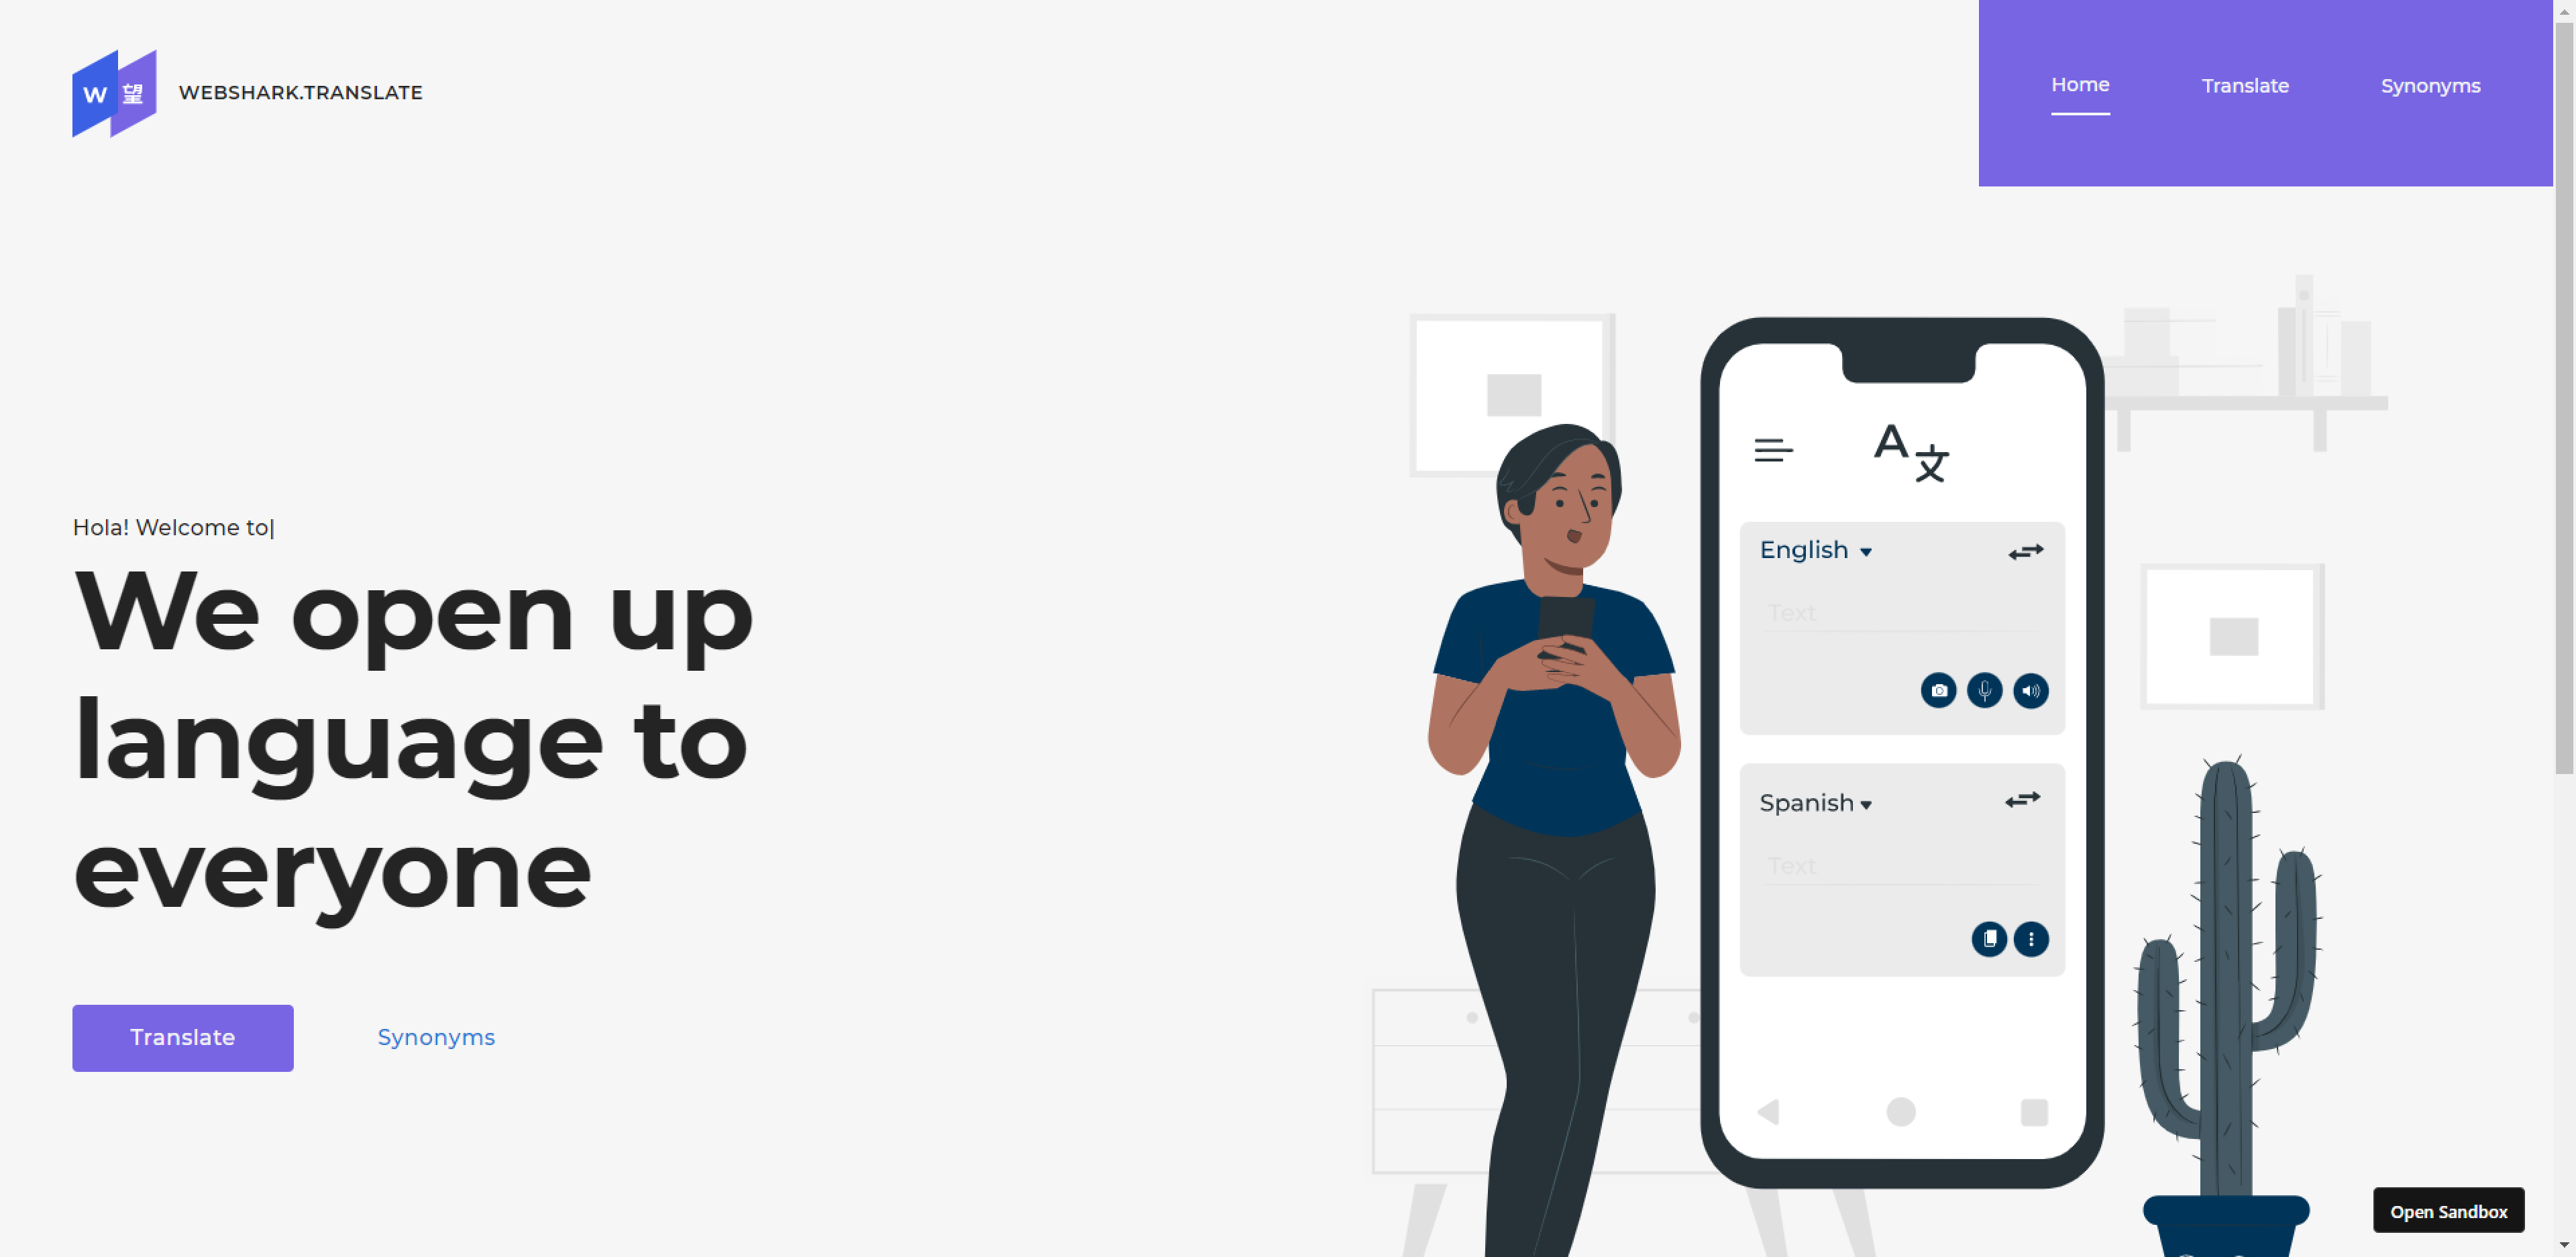 W 望 WEBSHARK.TRANSLATE
Home Translate Synonyms
Hola! Welcome to|
We open up
language to
everyone
Translate Synonyms
A 文
English
Text
Spanish
Text
Open Sandbox